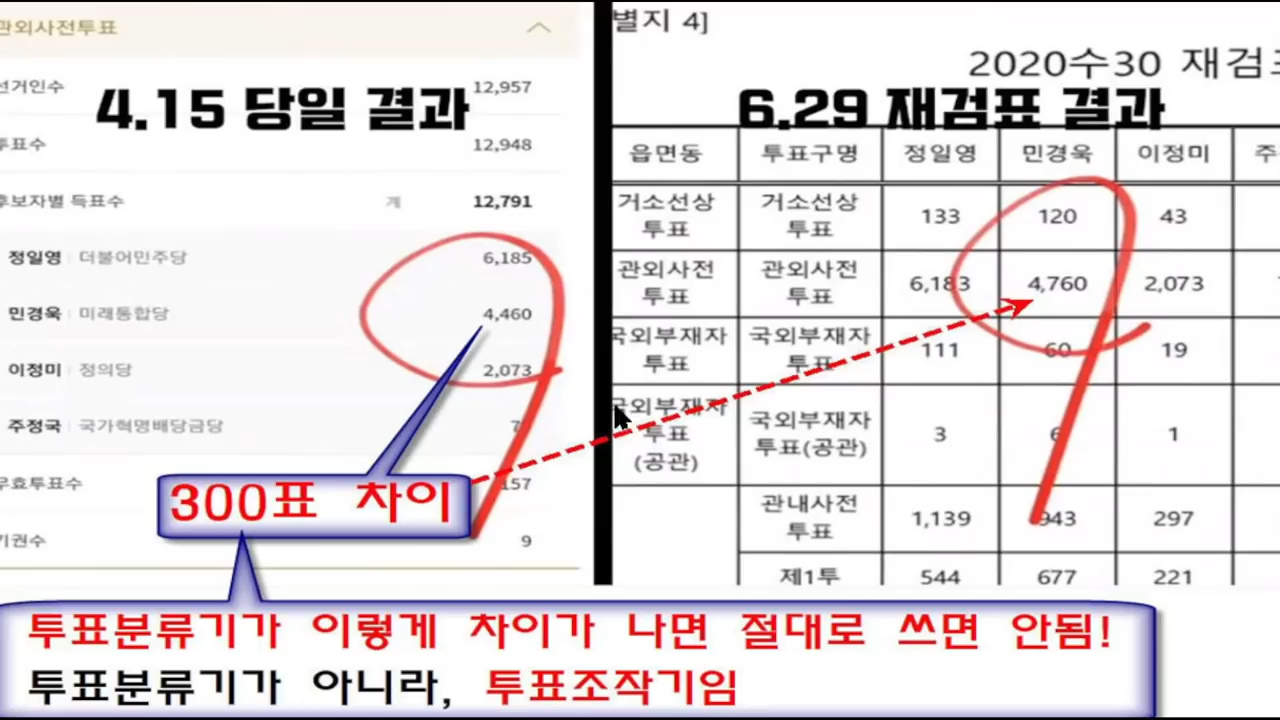 관외사전투표
선거인수 12,957
4.15 당일 결과
투표수 12,948
후보자별 득표수 계 12,791
정일영 더불어민주당 6,185
민경욱 미래통합당 4,460
이정미 정의당 2,073
주정국 국가혁명배당금당 7
무효투표수 157
기권수 9
300표 차이
별지 4]
2020수30 재검표
6.29 재검표 결과
읍면동 투표구명 정일영 민경욱 이정미 주
거소선상 투표 거소선상 투표 133 120 43
관외사전 투표 관외사전 투표 6,183 4,760 2,073
국외부재자 투표 국외부재자 투표 111 60 19
국외부재자 투표 (공관) 국외부재자 투표(공관) 3 6 1
관내사전 투표 1,139 943 297
제1투 544 677 221
투표분류기가 이렇게 차이가 나면 절대로 쓰면 안됨!
투표분류기가 아니라, 투표조작기임